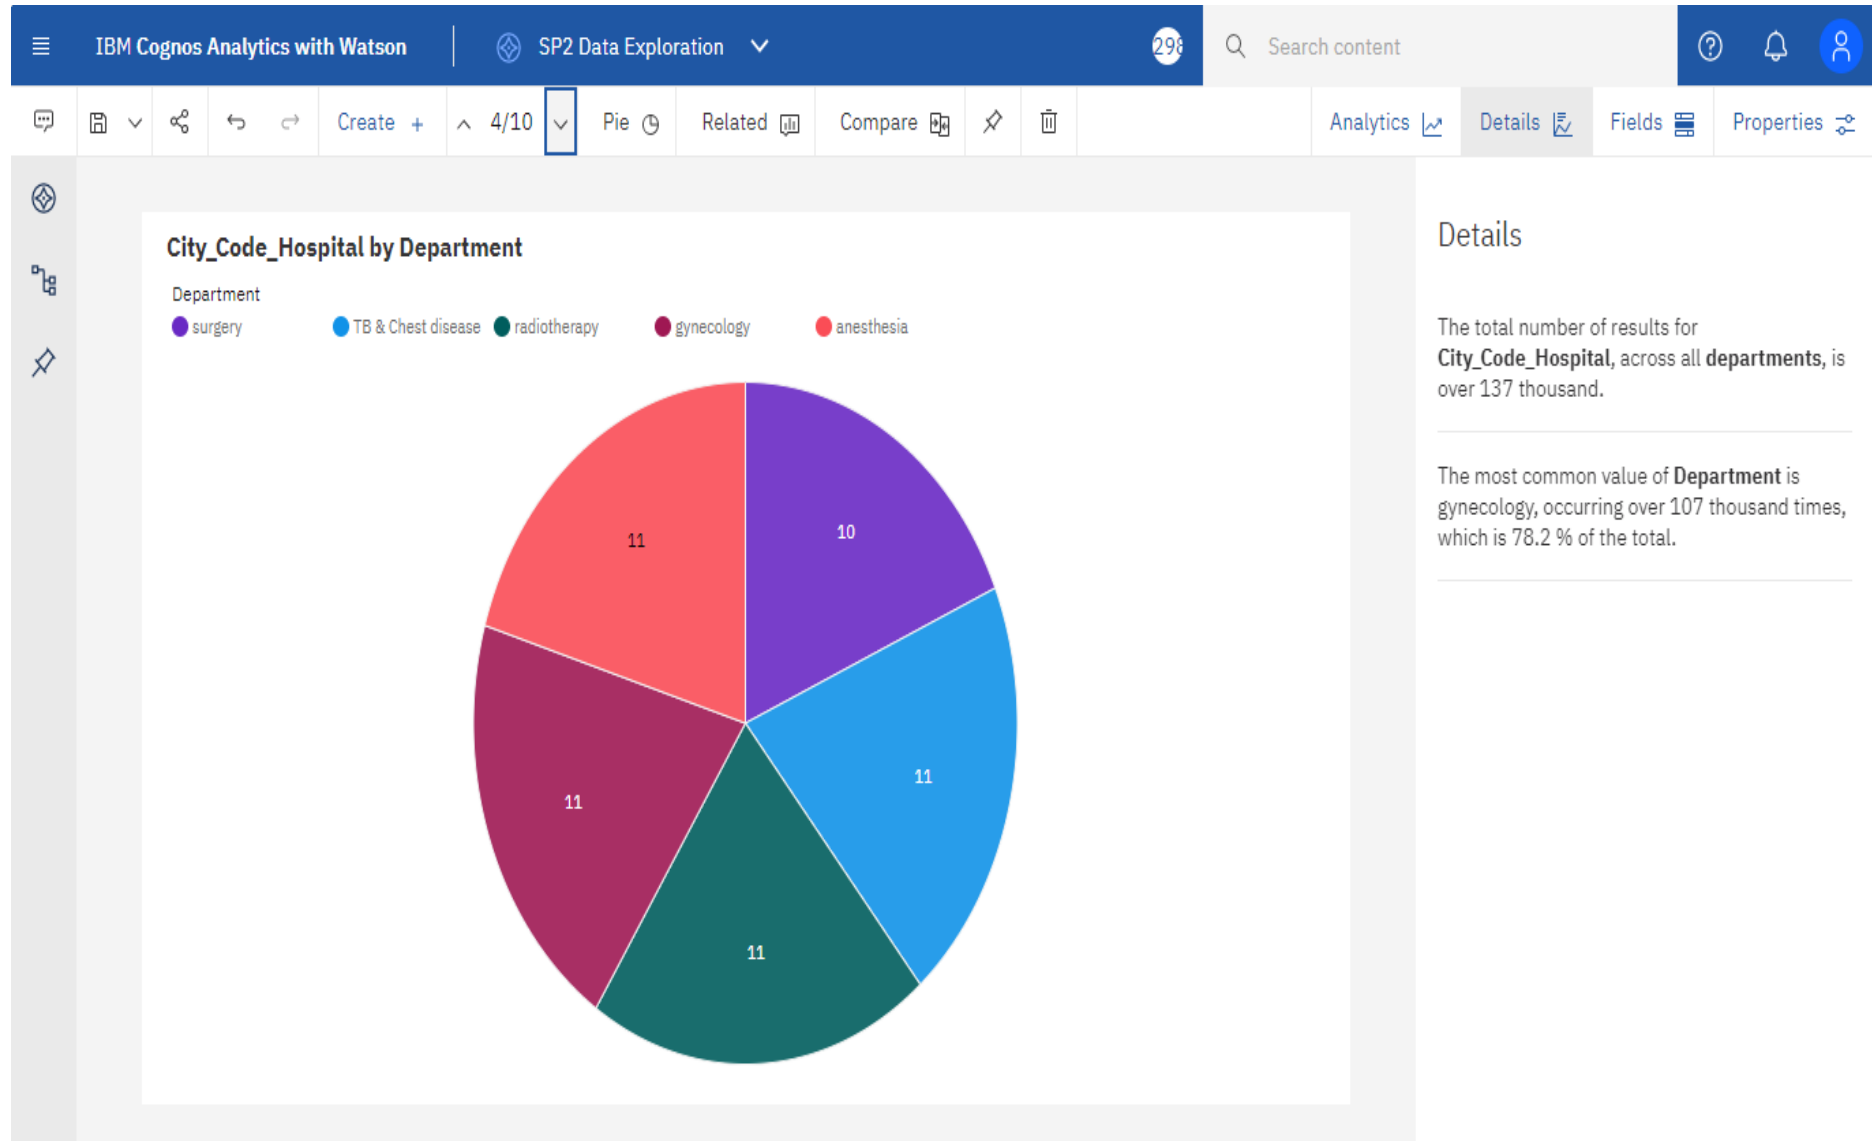 IBM Cognos Analytics with Watson
SP2 Data Exploration
298
Search content
Create +
4/10
Pie
Related
Compare
Analytics
Details
Fields
Properties
City_Code_Hospital by Department
Department
surgery
TB & Chest disease
radiotherapy
gynecology
anesthesia
11
10
11
11
11
Details
The total number of results for
City_Code_Hospital, across all departments, is
over 137 thousand.
The most common value of Department is
gynecology, occurring over 107 thousand times,
which is 78.2 % of the total.